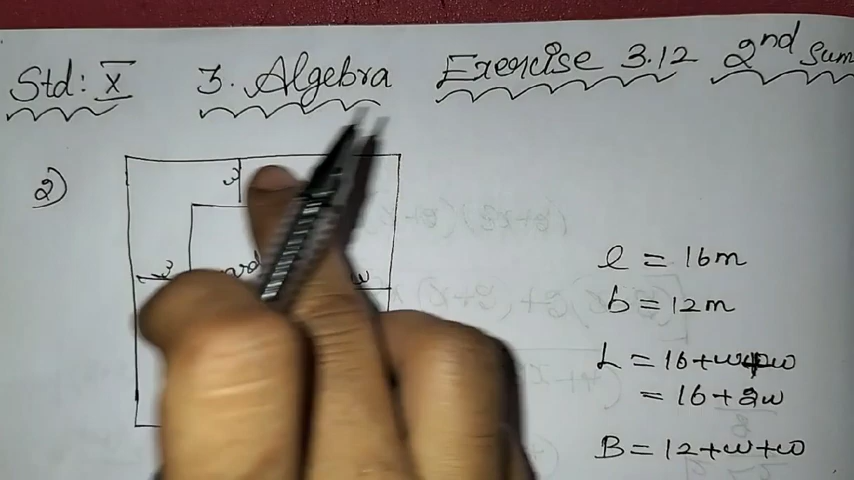 Std: X 3. Algebra Exercise 3.12 2nd Sum
2)
w
w
w
l = 16m
b = 12m
L = 16+w+w
= 16+2w
B = 12+w+w